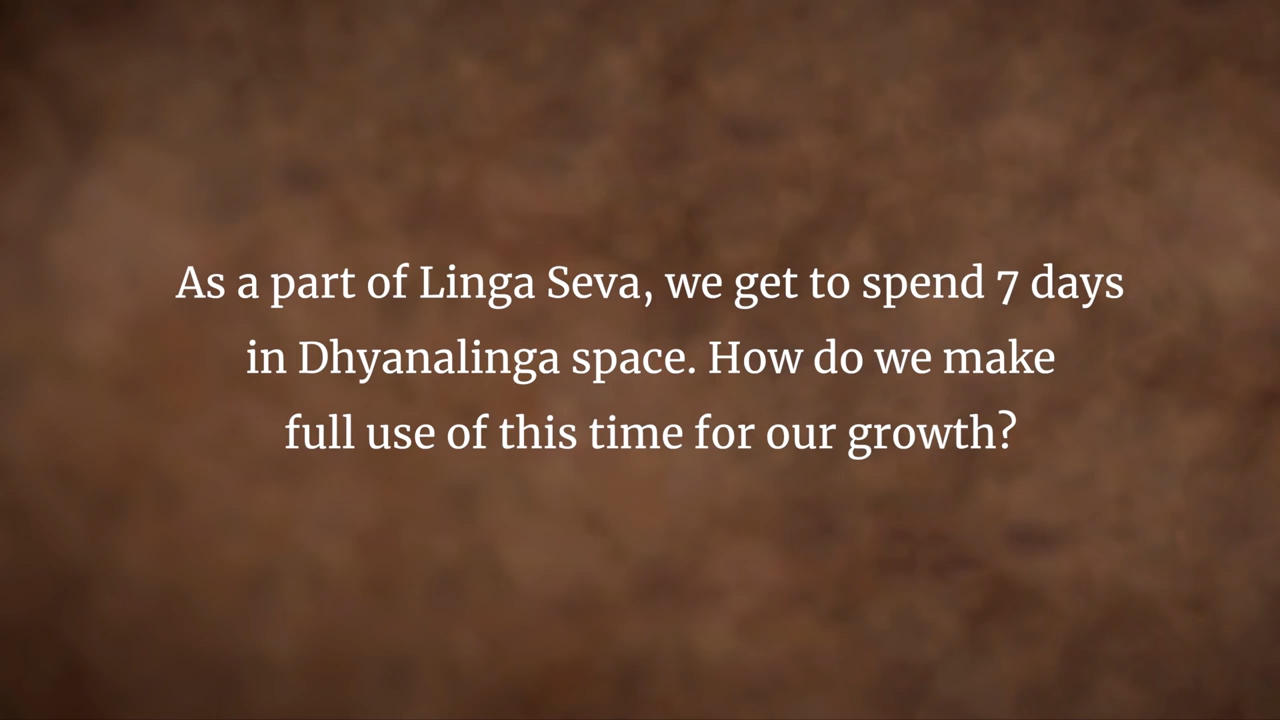 As a part of Linga Seva, we get to spend 7 days
in Dhyanalinga space. How do we make
full use of this time for our growth?